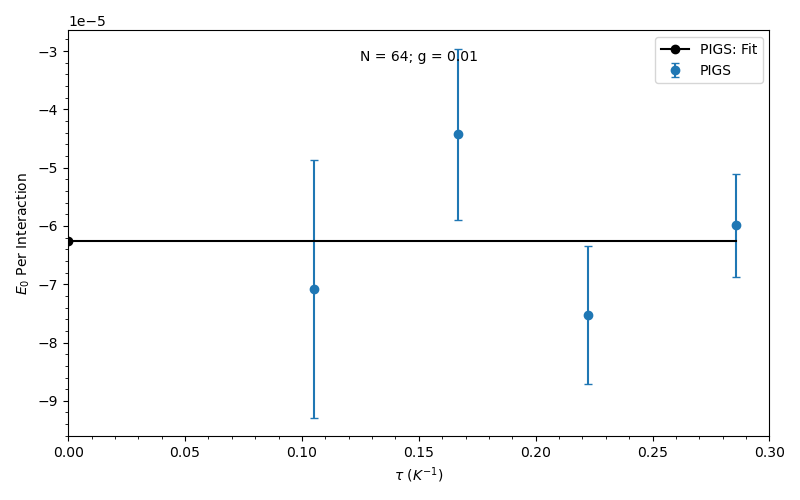 1e−5
N = 64; g = 0.01
PIGS: Fit
PIGS
−3
−4
−5
−6
−7
−8
−9
E₀ Per Interaction
0.00 0.05 0.10 0.15 0.20 0.25 0.30
τ (K⁻¹)